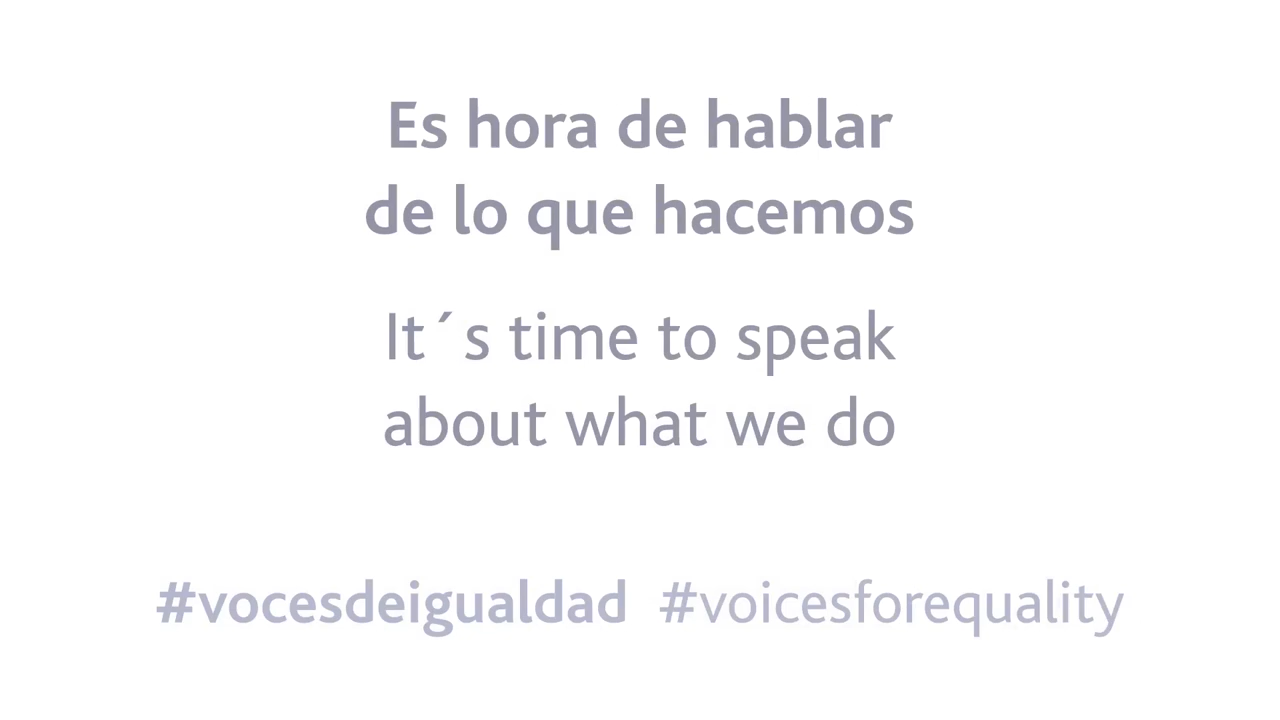 Es hora de hablar
de lo que hacemos
It´s time to speak
about what we do
#vocesdeigualdad #voicesforequality